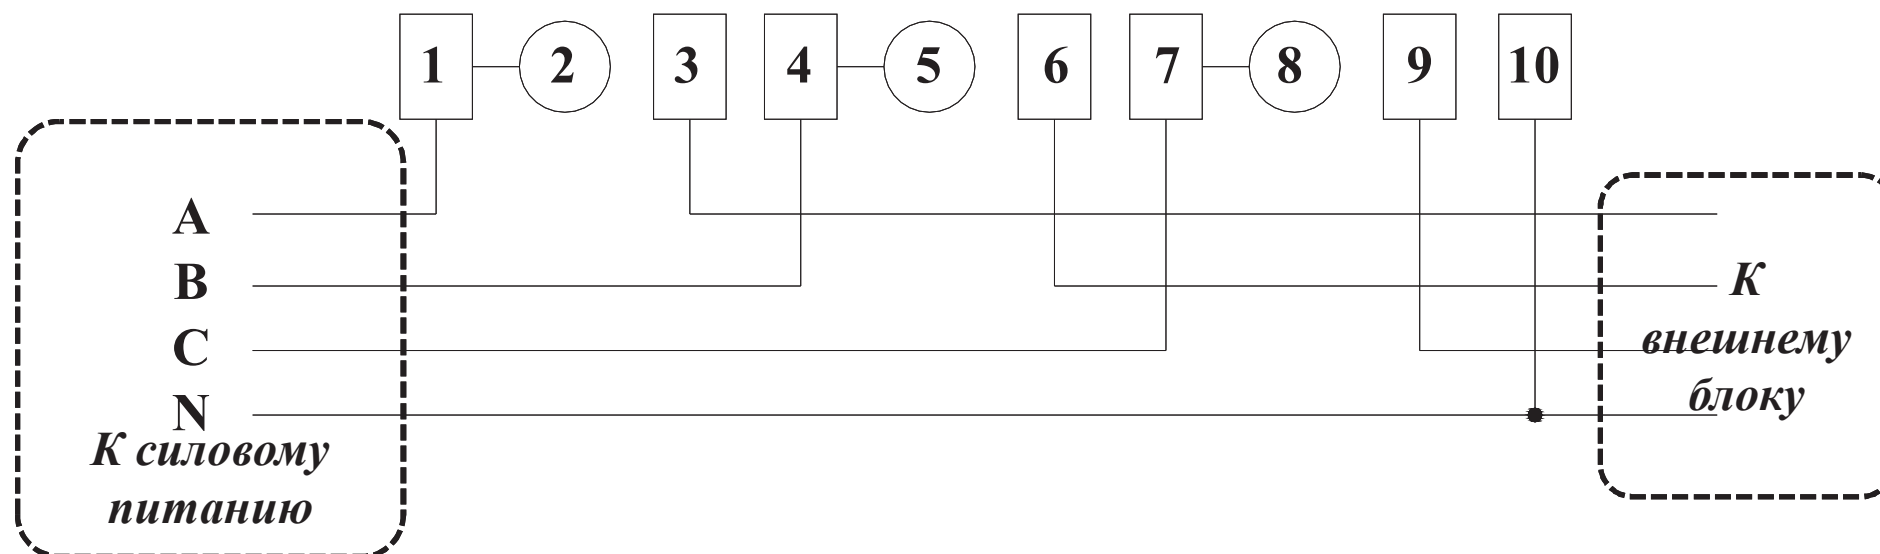 1 2 3 4 5 6 7 8 9 10
A
B
C
N
К силовому
питанию
К
внешнему
блоку